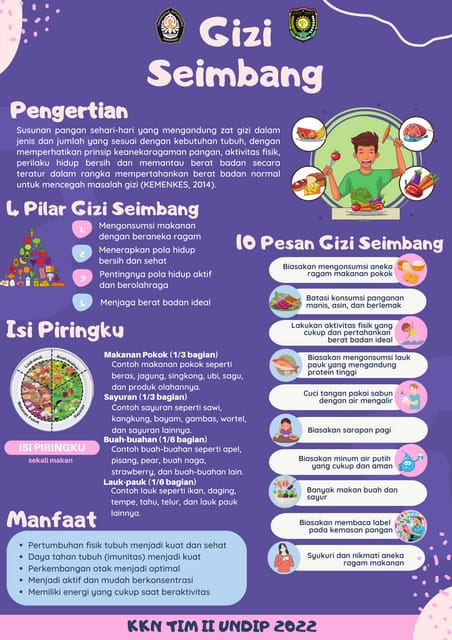 Gizi
Seimbang
Pengertian
Susunan pangan sehari-hari yang mengandung zat gizi dalam
jenis dan jumlah yang sesuai dengan kebutuhan tubuh, dengan
memperhatikan prinsip keanekaragaman pangan, aktivitas fisik,
perilaku hidup bersih dan memantau berat badan secara
teratur dalam rangka mempertahankan berat badan normal
untuk mencegah masalah gizi (KEMENKES, 2014).
4 Pilar Gizi Seimbang
1. Mengonsumsi makanan
dengan beraneka ragam
2. Menerapkan pola hidup
bersih dan sehat
3. Pentingnya pola hidup aktif
dan berolahraga
4. Menjaga berat badan ideal
Isi Piringku
ISI PIRINGKU
sekali makan
Makanan Pokok (1/3 bagian)
Contoh makanan pokok seperti
beras, jagung, singkong, ubi, sagu,
dan produk olahannya.
Sayuran (1/3 bagian)
Contoh sayuran seperti sawi,
kangkung, bayam, gambas, wortel,
dan sayuran lainnya.
Buah-buahan (1/6 bagian)
Contoh buah-buahan seperti apel,
pisang, pear, buah naga,
strawberry, dan buah-buahan lain.
Lauk-pauk (1/6 bagian)
Contoh lauk seperti ikan, daging,
tempe, tahu, telur, dan lauk pauk
lainnya.
Manfaat
Pertumbuhan fisik tubuh menjadi kuat dan sehat
Daya tahan tubuh (imunitas) menjadi kuat
Perkembangan otak menjadi optimal
Menjadi aktif dan mudah berkonsentrasi
Memiliki energi yang cukup saat beraktivitas
10 Pesan Gizi Seimbang
Biasakan mengonsumsi aneka
ragam makanan pokok
Batasi konsumsi panganan
manis, asin, dan berlemak
Lakukan aktivitas fisik yang
cukup dan pertahankan
berat badan ideal
Biasakan mengonsumsi lauk
pauk yang mengandung
protein tinggi
Cuci tangan pakai sabun
dengan air mengalir
Biasakan sarapan pagi
Biasakan minum air putih
yang cukup dan aman
Banyak makan buah dan
sayur
Biasakan membaca label
pada kemasan pangan
Syukuri dan nikmati aneka
ragam makanan
KKN TIM II UNDIP 2022